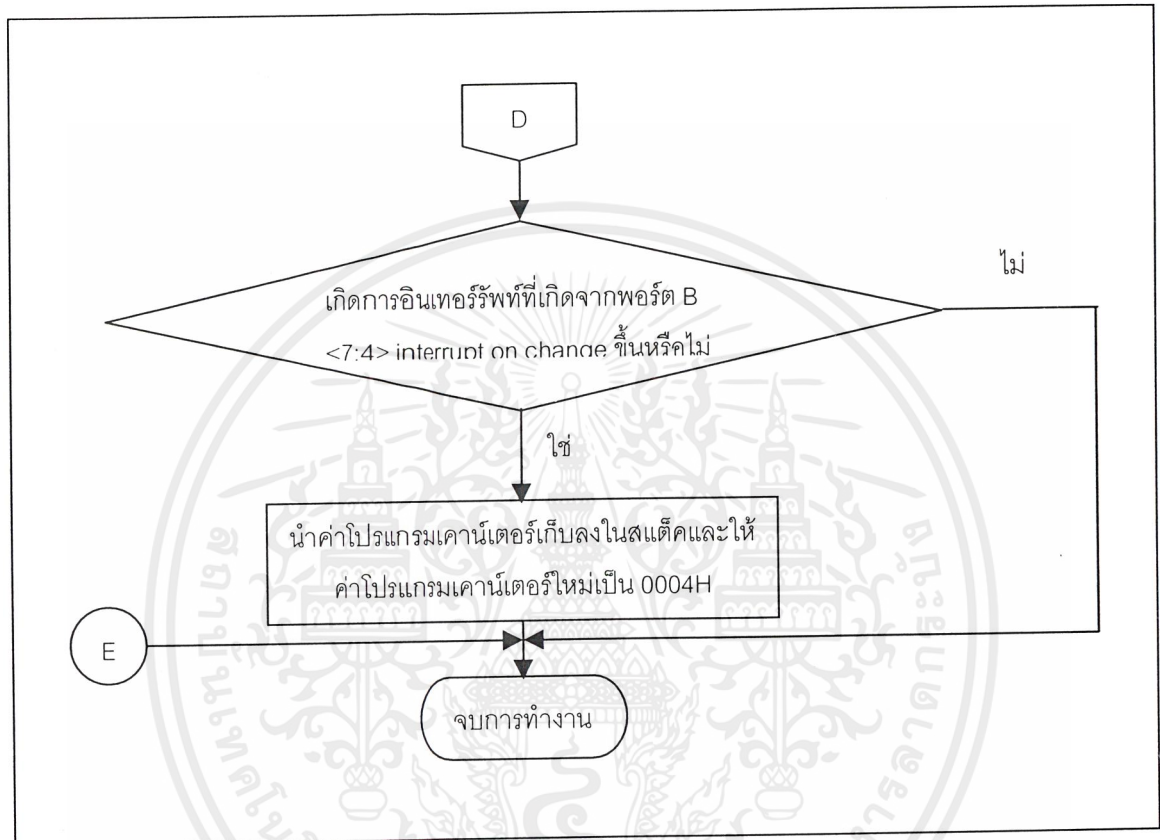 D
ไม่
เกิดการอินเทอร์รัพท์ที่เกิดจากพอร์ต B
<7:4> interrupt on change ขึ้นหรือไม่
ใช่
นำค่าโปรแกรมเคาน์เตอร์เก็บลงในสแต็คและให้
ค่าโปรแกรมเคาน์เตอร์ใหม่เป็น 0004H
E
จบการทำงาน